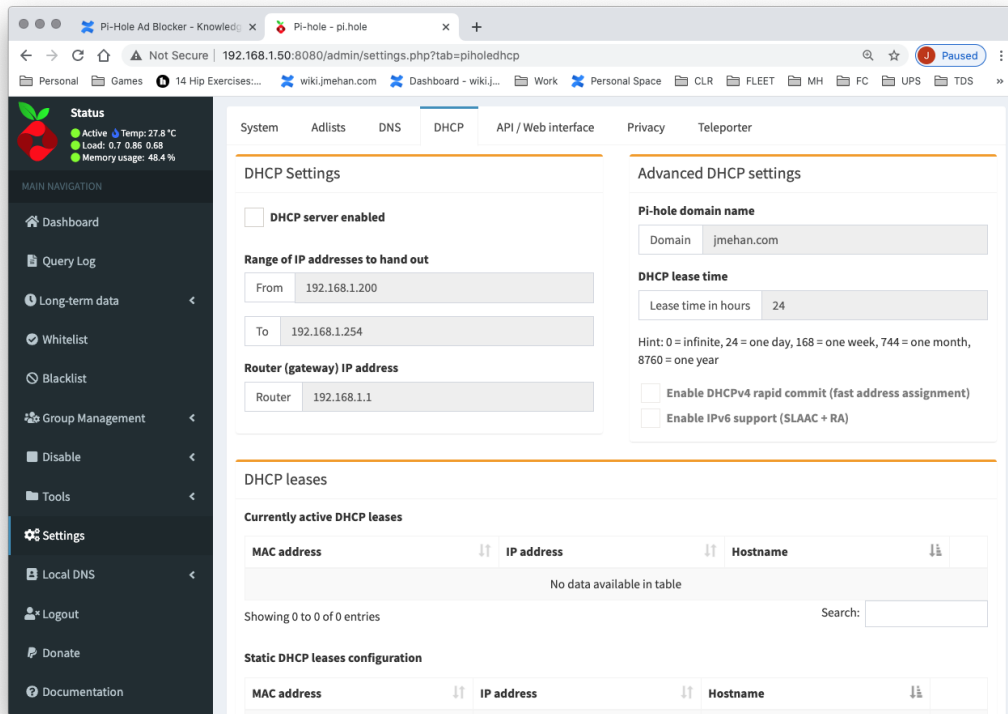 Pi-Hole Ad Blocker - Knowledg
Pi-hole - pi.hole
Not Secure | 192.168.1.50:8080/admin/settings.php?tab=piholedhcp
J Paused
Personal Games 14 Hip Exercises:... wiki.jmehan.com Dashboard - wiki.j... Work Personal Space CLR FLEET MH FC UPS TDS »
Status
Active Temp: 27.8 °C
Load: 0.7 0.86 0.68
Memory usage: 48.4 %
MAIN NAVIGATION
Dashboard
Query Log
Long-term data
Whitelist
Blacklist
Group Management
Disable
Tools
Settings
Local DNS
Logout
Donate
Documentation
System Adlists DNS DHCP API / Web interface Privacy Teleporter
DHCP Settings
DHCP server enabled
Range of IP addresses to hand out
From 192.168.1.200
To 192.168.1.254
Router (gateway) IP address
Router 192.168.1.1
Advanced DHCP settings
Pi-hole domain name
Domain jmehan.com
DHCP lease time
Lease time in hours 24
Hint: 0 = infinite, 24 = one day, 168 = one week, 744 = one month,
8760 = one year
Enable DHCPv4 rapid commit (fast address assignment)
Enable IPv6 support (SLAAC + RA)
DHCP leases
Currently active DHCP leases
MAC address IP address Hostname
No data available in table
Showing 0 to 0 of 0 entries
Search:
Static DHCP leases configuration
MAC address IP address Hostname